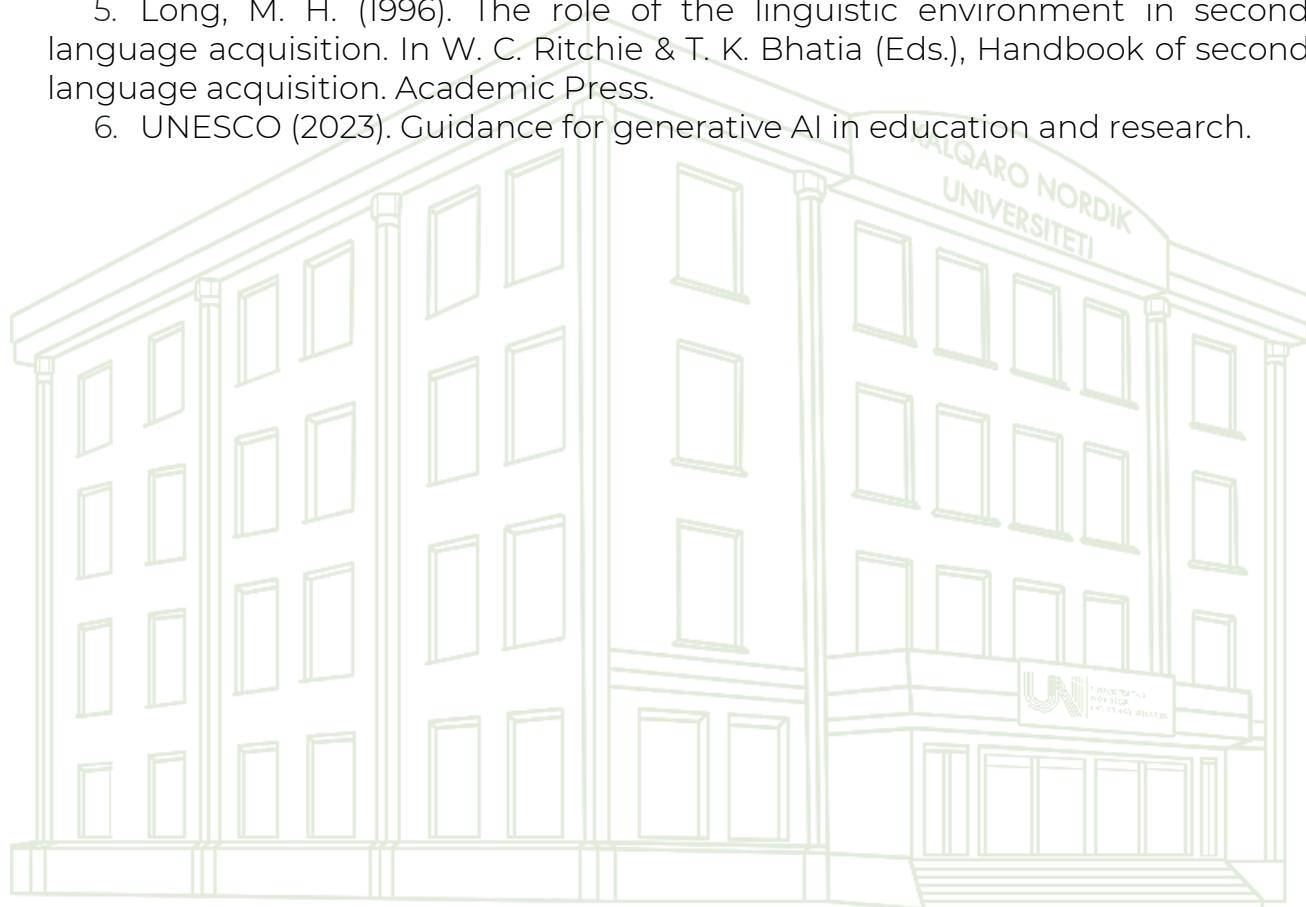 5. Long, M. H. (1996). The role of the linguistic environment in second
language acquisition. In W. C. Ritchie & T. K. Bhatia (Eds.), Handbook of second
language acquisition. Academic Press.
6. UNESCO (2023). Guidance for generative AI in education and research.
NORDIK
UNIVERSITETI
UNI